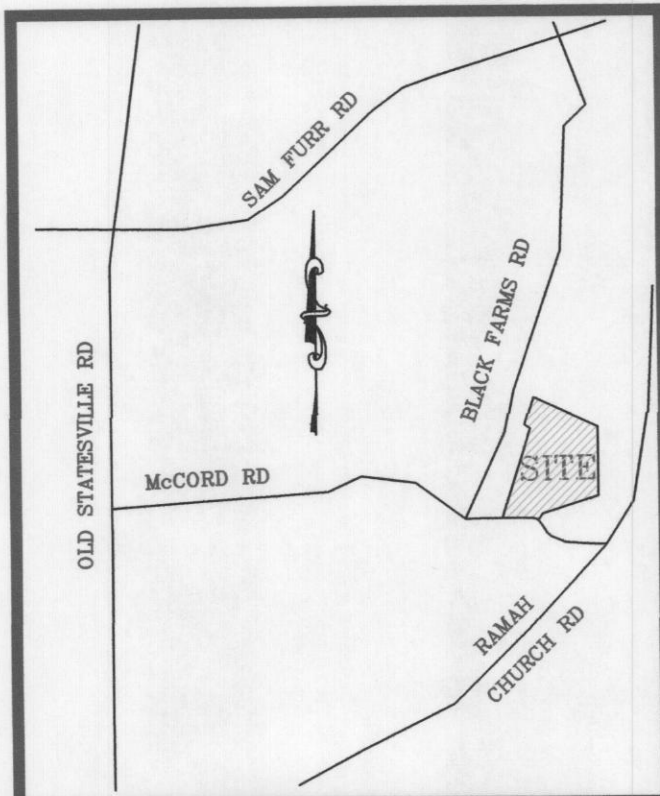 SAM FURR RD
BLACK FARMS RD
OLD STATESVILLE RD
McCORD RD
SITE
RAMAH
CHURCH RD